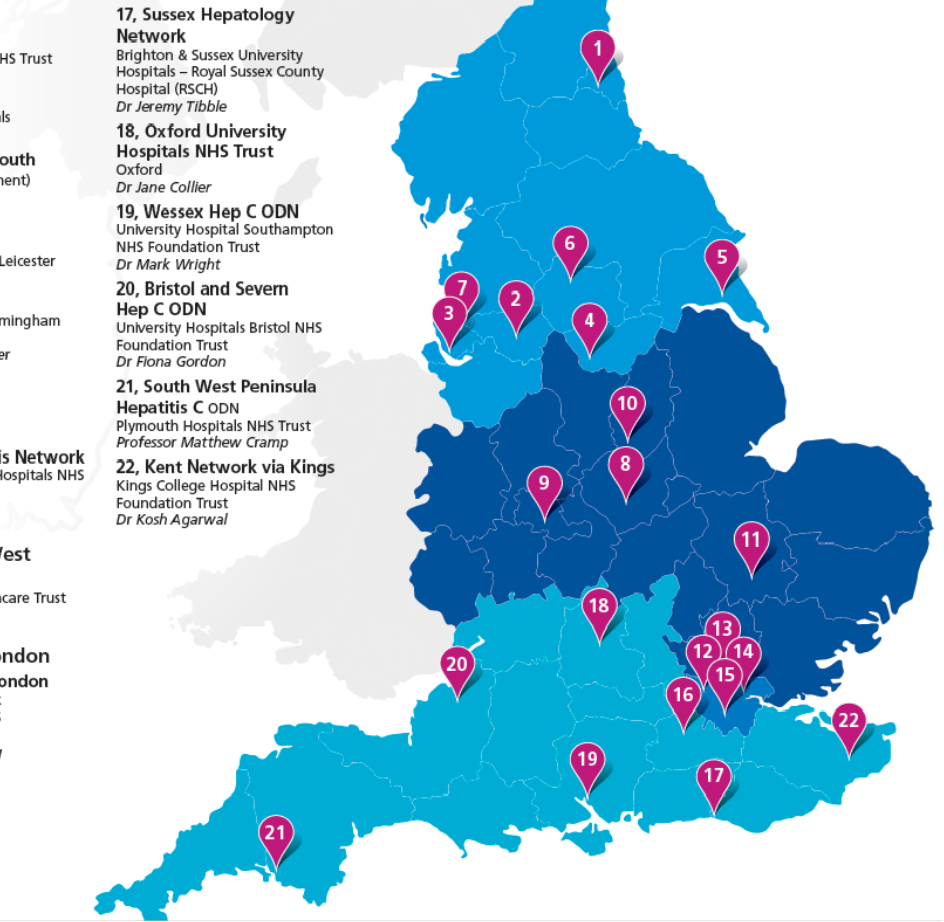 HS Trust
ls
outh
nent)
Leicester
mingham
er
is Network
Hospitals NHS
est
ncare Trust
ondon
ondon
17, Sussex Hepatology
Network
Brighton & Sussex University
Hospitals – Royal Sussex County
Hospital (RSCH)
Dr Jeremy Tibble
18, Oxford University
Hospitals NHS Trust
Oxford
Dr Jane Collier
19, Wessex Hep C ODN
University Hospital Southampton
NHS Foundation Trust
Dr Mark Wright
20, Bristol and Severn
Hep C ODN
University Hospitals Bristol NHS
Foundation Trust
Dr Fiona Gordon
21, South West Peninsula
Hepatitis C ODN
Plymouth Hospitals NHS Trust
Professor Matthew Cramp
22, Kent Network via Kings
Kings College Hospital NHS
Foundation Trust
Dr Kosh Agarwal
1
6
5
7
2
3
4
10
8
9
11
18
13
12
14
20
15
16
22
19
17
21